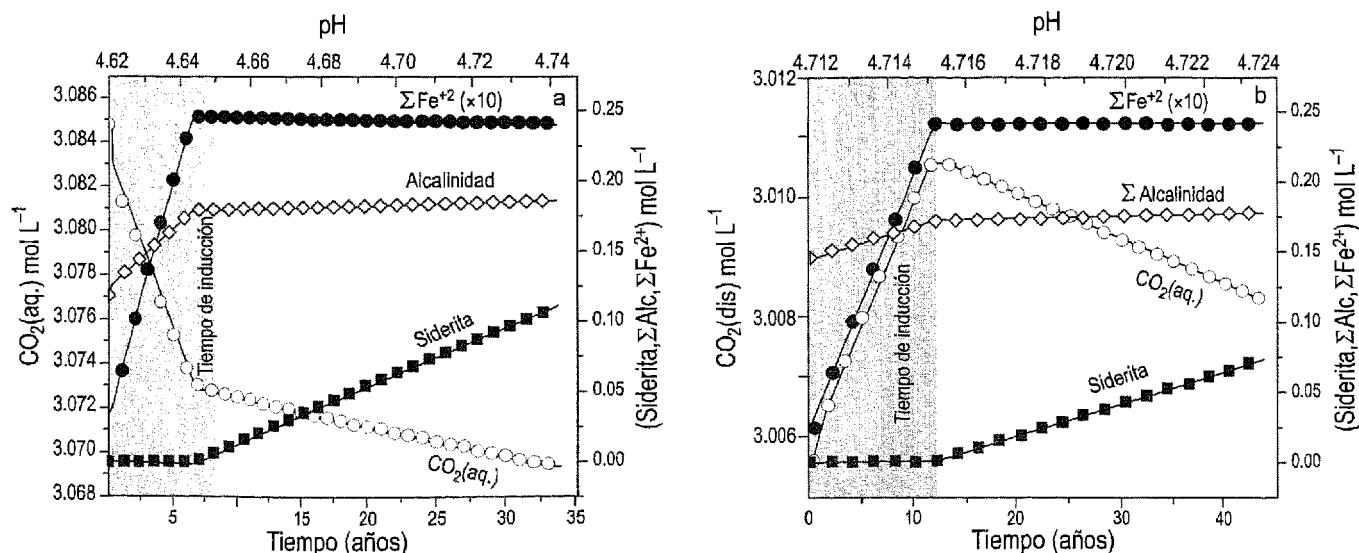 pH
4.62 4.64 4.66 4.68 4.70 4.72 4.74
3.086
3.084
3.082
3.080
3.078
3.076
3.074
3.072
3.070
3.068
CO2(aq.) mol L–1
ΣFe+2 (×10)
a
Alcalinidad
Tiempo de inducción
Siderita
CO2(aq.)
0.25
0.20
0.15
0.10
0.05
0.00
(Siderita,ΣAlc, ΣFe2+) mol L–1
5 15 20 25 30 35
Tiempo (años)
pH
4.712 4.714 4.716 4.718 4.720 4.722 4.724
3.012
3.010
3.008
3.006
CO2(dis) mol L–1
ΣFe+2 (×10)
b
Σ Alcalinidad
Tiempo de inducción
CO2(aq.)
Siderita
0.25
0.20
0.15
0.10
0.05
0.00
(Siderita,ΣAlc, ΣFe2+) mol L–1
0 10 20 30 40
Tiempo (años)